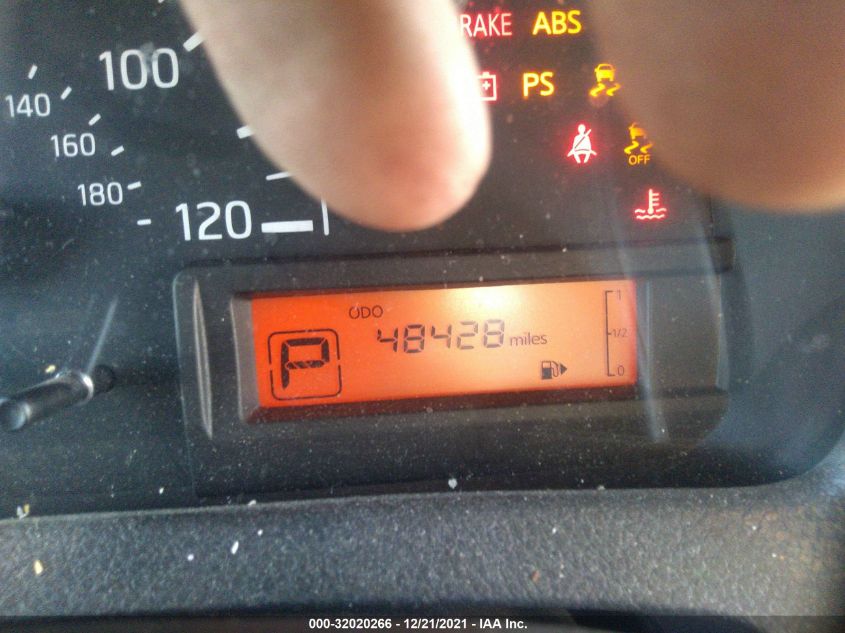 BRAKE ABS
100
140
PS
160
OFF
180
120
ODO
48428 miles
P
1
1/2
0
000-32020266 - 12/21/2021 - IAA Inc.